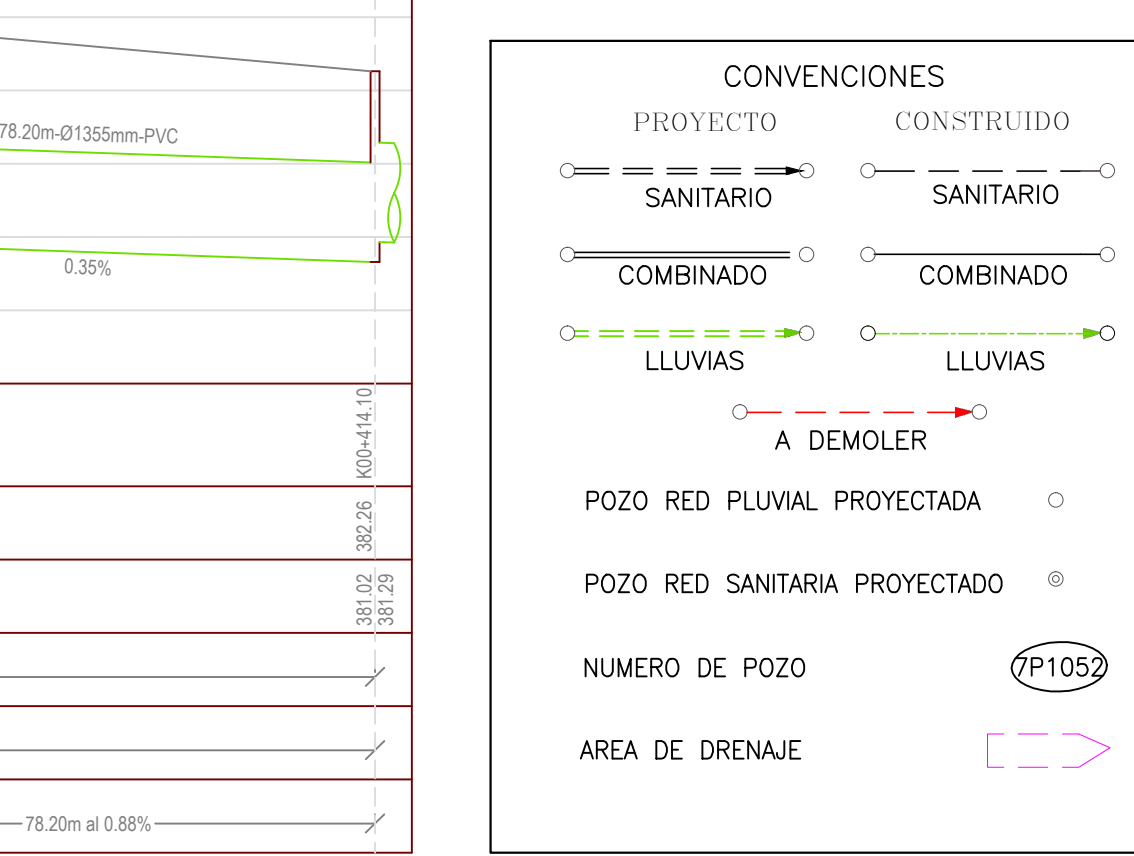 78.20m-Ø1355mm-PVC
0.35%
K00+414.10
382.26
381.02
381.29
78.20m al 0.88%
CONVENCIONES
PROYECTO CONSTRUIDO
SANITARIO SANITARIO
COMBINADO COMBINADO
LLUVIAS LLUVIAS
A DEMOLER
POZO RED PLUVIAL PROYECTADA
POZO RED SANITARIA PROYECTADO
NUMERO DE POZO 7P1052
AREA DE DRENAJE